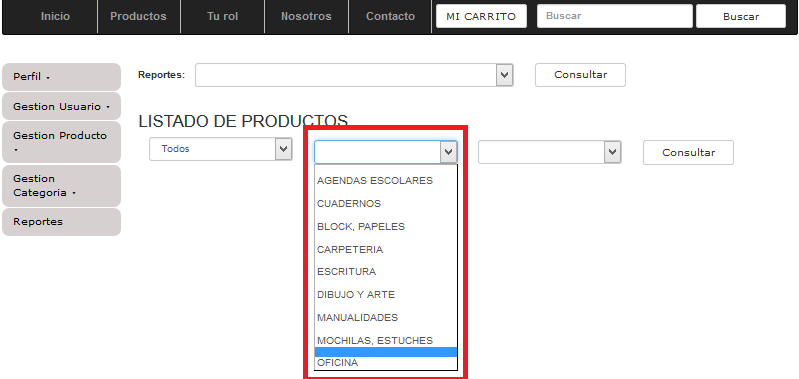 Inicio Productos Tu rol Nosotros Contacto MI CARRITO Buscar Buscar
Perfil
Gestion Usuario
Gestion Producto
Gestion
Categoria
Reportes
Reportes: Consultar
LISTADO DE PRODUCTOS
Todos Consultar
AGENDAS ESCOLARES
CUADERNOS
BLOCK, PAPELES
CARPETERIA
ESCRITURA
DIBUJO Y ARTE
MANUALIDADES
MOCHILAS, ESTUCHES
OFICINA